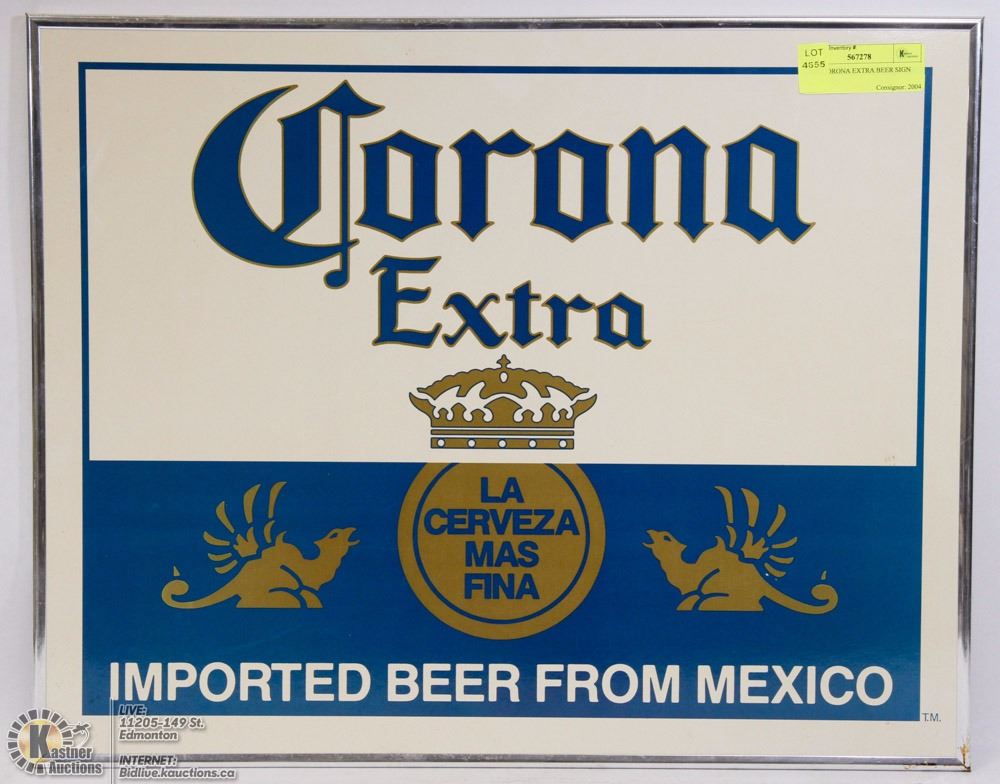 LOT
4655
Inventory #:
567278
K
ORONA EXTRA BEER SIGN
Consignor: 2004
Corona
Extra
LA
CERVEZA
MAS
FINA
IMPORTED BEER FROM MEXICO
T.M.
Kastner
Auctions
LIVE:
11205-149 St.
Edmonton
INTERNET:
Bidlive.kauctions.ca